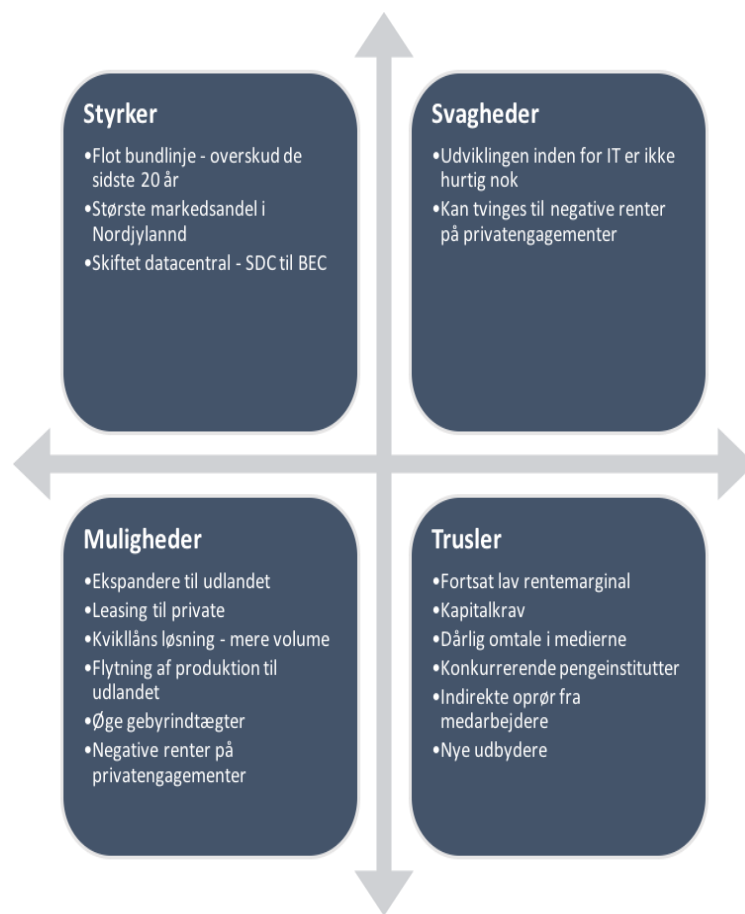 Styrker
•Flot bundlinje - overskud de
sidste 20 år
•Største markedsandel i
Nordjylannd
•Skiftet datacentral - SDC til BEC
Svagheder
•Udviklingen inden for IT er ikke
hurtig nok
•Kan tvinges til negative renter
på privatengagementer
Muligheder
•Ekspandere til udlandet
•Leasing til private
•Kvikllåns løsning - mere volume
•Flytning af produktion til
udlandet
•Øge gebyrindtægter
•Negative renter på
privatengagementer
Trusler
•Fortsat lav rentemarginal
•Kapitalkrav
•Dårlig omtale i medierne
•Konkurrerende pengeinstitutter
•Indirekte oprør fra
medarbejdere
•Nye udbydere